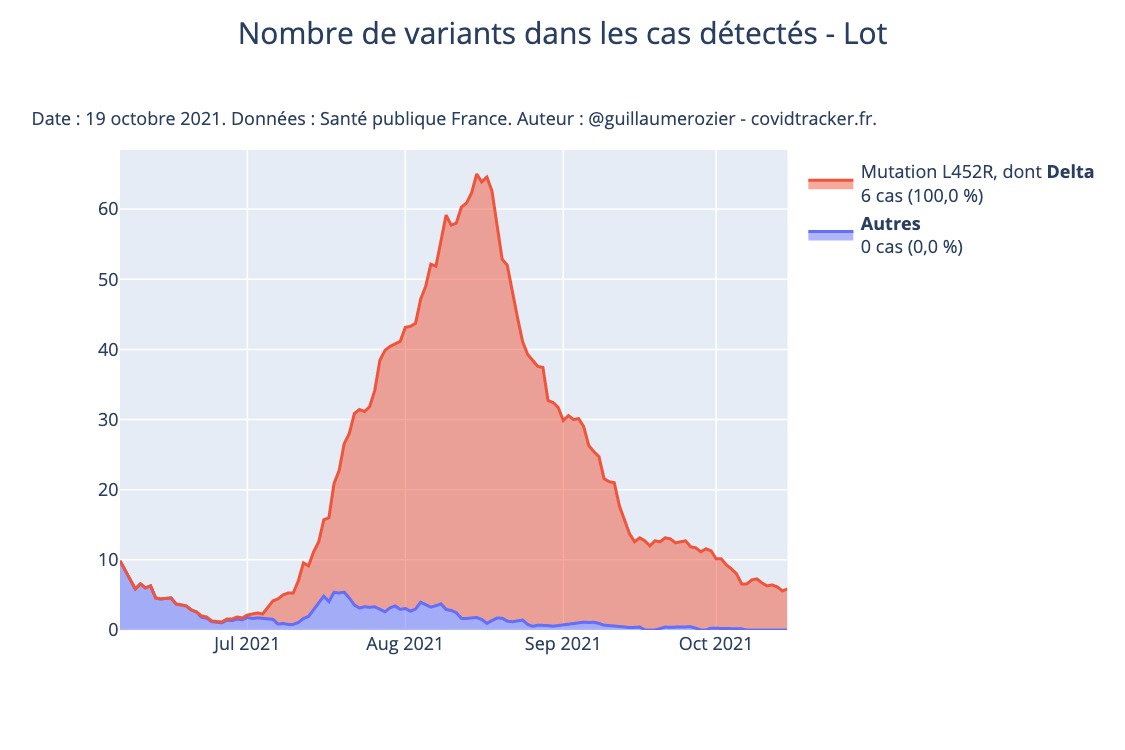 Nombre de variants dans les cas détectés - Lot
Date : 19 octobre 2021. Données : Santé publique France. Auteur : @guillaumerozier - covidtracker.fr.
Mutation L452R, dont Delta
6 cas (100,0 %)
Autres
0 cas (0,0 %)
60
50
40
30
20
10
0
Jul 2021
Aug 2021
Sep 2021
Oct 2021